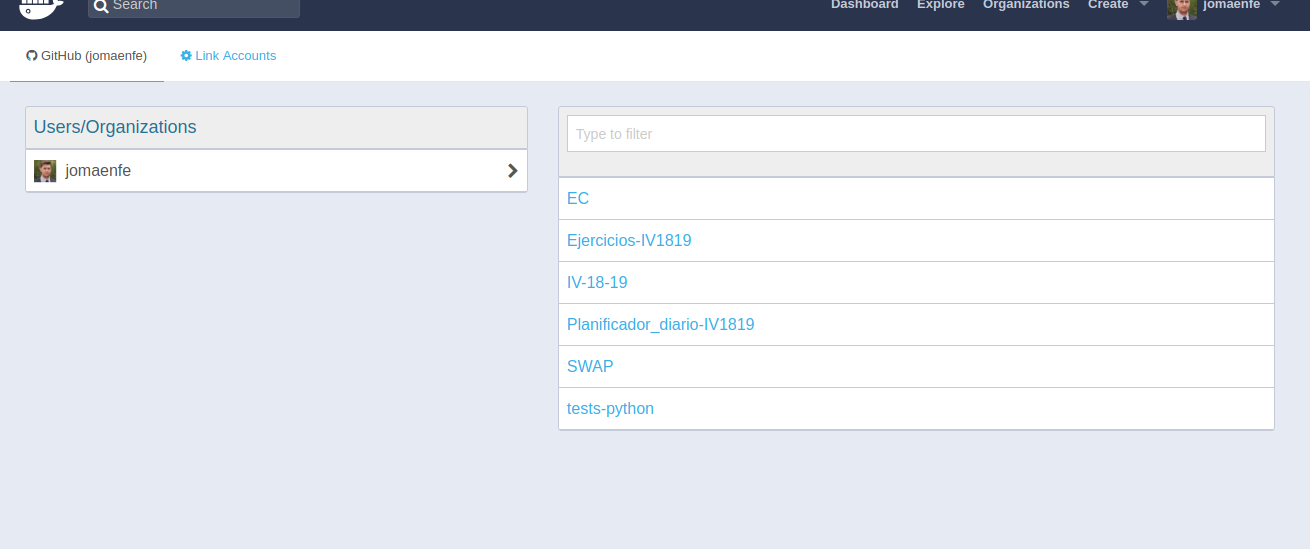 Search
Dashboard Explore Organizations Create jomaenfe
GitHub (jomaenfe) Link Accounts
Users/Organizations
jomaenfe
Type to filter
EC
Ejercicios-IV1819
IV-18-19
Planificador_diario-IV1819
SWAP
tests-python